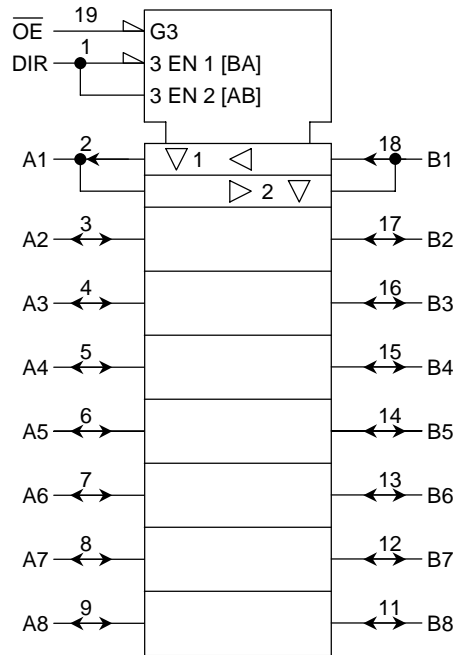 19
O̅E̅ G3
1
DIR 3 EN 1 [BA]
3 EN 2 [AB]
A1 2 1 18 B1
2
A2 3 17 B2
A3 4 16 B3
A4 5 15 B4
A5 6 14 B5
A6 7 13 B6
A7 8 12 B7
A8 9 11 B8